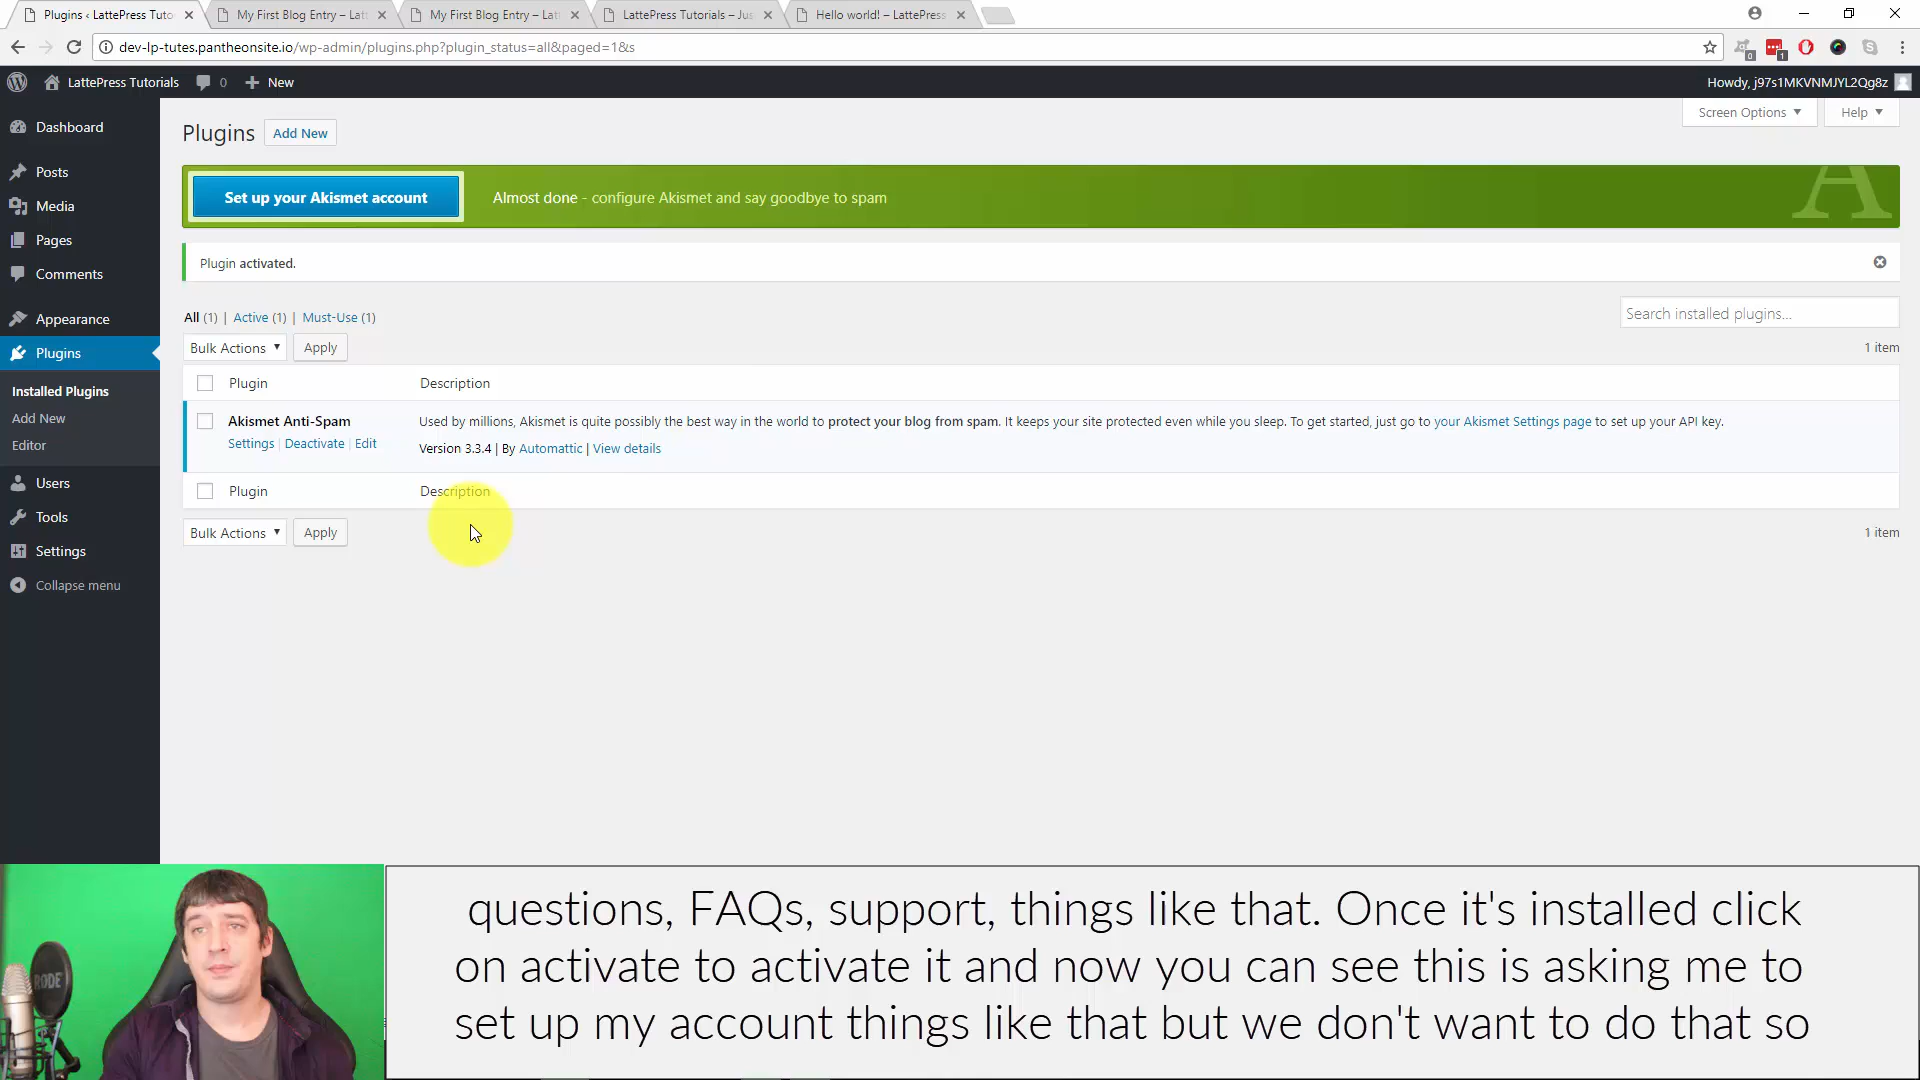 Plugins ‹ LattePress Tuto
My First Blog Entry – Lat
My First Blog Entry – Lat
LattePress Tutorials – Jus
Hello world! – LattePress
dev-lp-tutes.pantheonsite.io/wp-admin/plugins.php?plugin_status=all&paged=1&s
0
1
LattePress Tutorials
0
New
Howdy, j97s1MKVNMJYL2Qg8z
Dashboard
Posts
Media
Pages
Comments
Appearance
Plugins
Installed Plugins
Add New
Editor
Users
Tools
Settings
Collapse menu
Screen Options
Help
Plugins Add New
Set up your Akismet account
Almost done - configure Akismet and say goodbye to spam
A
Plugin activated.
All (1) | Active (1) | Must-Use (1)
Search installed plugins...
Bulk Actions Apply
1 item
Plugin Description
Akismet Anti-Spam
Settings | Deactivate | Edit
Used by millions, Akismet is quite possibly the best way in the world to protect your blog from spam. It keeps your site protected even while you sleep. To get started, just go to your Akismet Settings page to set up your API key.
Version 3.3.4 | By Automattic | View details
Plugin Description
Bulk Actions Apply
1 item
RODE
questions, FAQs, support, things like that. Once it's installed click
on activate to activate it and now you can see this is asking me to
set up my account things like that but we don't want to do that so